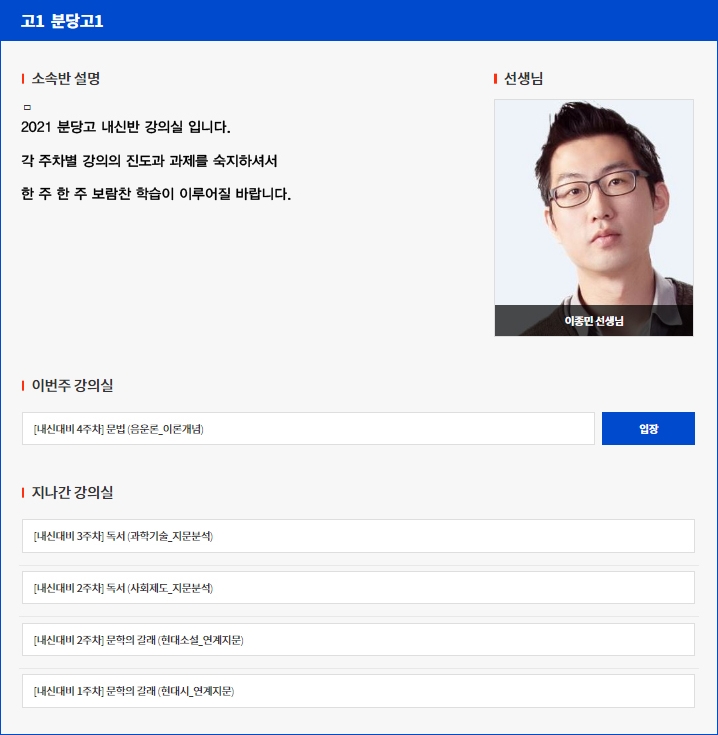 고1 분당고1
소속반 설명
2021 분당고 내신반 강의실 입니다.
각 주차별 강의의 진도과 과제를 숙지하셔서
한 주 한 주 보람찬 학습이 이루어질 바랍니다.
선생님
이종민 선생님
이번주 강의실
[내신대비 4주차] 문법 (음운론_이론개념)
입장
지나간 강의실
[내신대비 3주차] 독서 (과학기술_지문분석)
[내신대비 2주차] 독서 (사회제도_지문분석)
[내신대비 2주차] 문학의 갈래 (현대소설_연계지문)
[내신대비 1주차] 문학의 갈래 (현대시_연계지문)